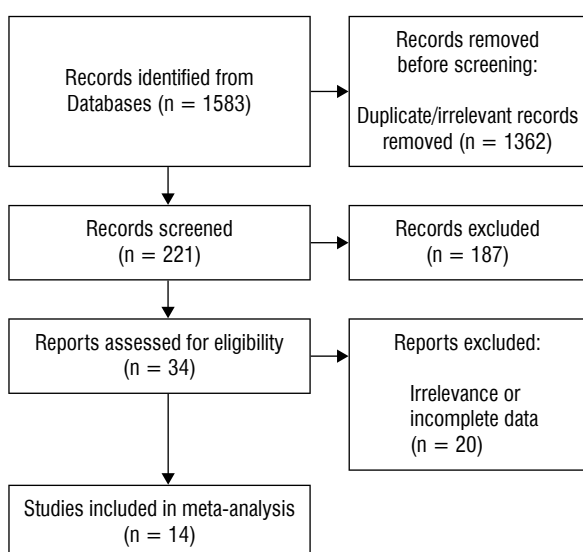 Records identified from
Databases (n = 1583)
Records removed
before screening:
Duplicate/irrelevant records
removed (n = 1362)
Records screened
(n = 221)
Records excluded
(n = 187)
Reports assessed for eligibility
(n = 34)
Reports excluded:
Irrelevance or
incomplete data
(n = 20)
Studies included in meta-analysis
(n = 14)